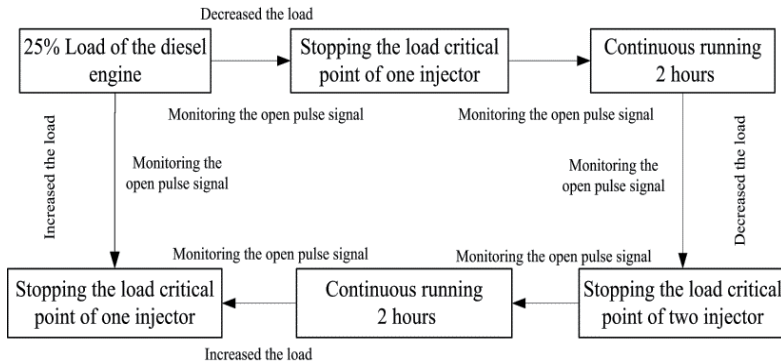 Decreased the load
25% Load of the diesel
engine
Stopping the load critical
point of one injector
Continuous running
2 hours
Monitoring the open pulse signal
Monitoring the open pulse signal
Increased the load
Monitoring the
open pulse signal
Monitoring the
open pulse signal
Decreased the load
Monitoring the open pulse signal
Monitoring the open pulse signal
Stopping the load critical
point of one injector
Continuous running
2 hours
Stopping the load critical
point of two injector
Increased the load